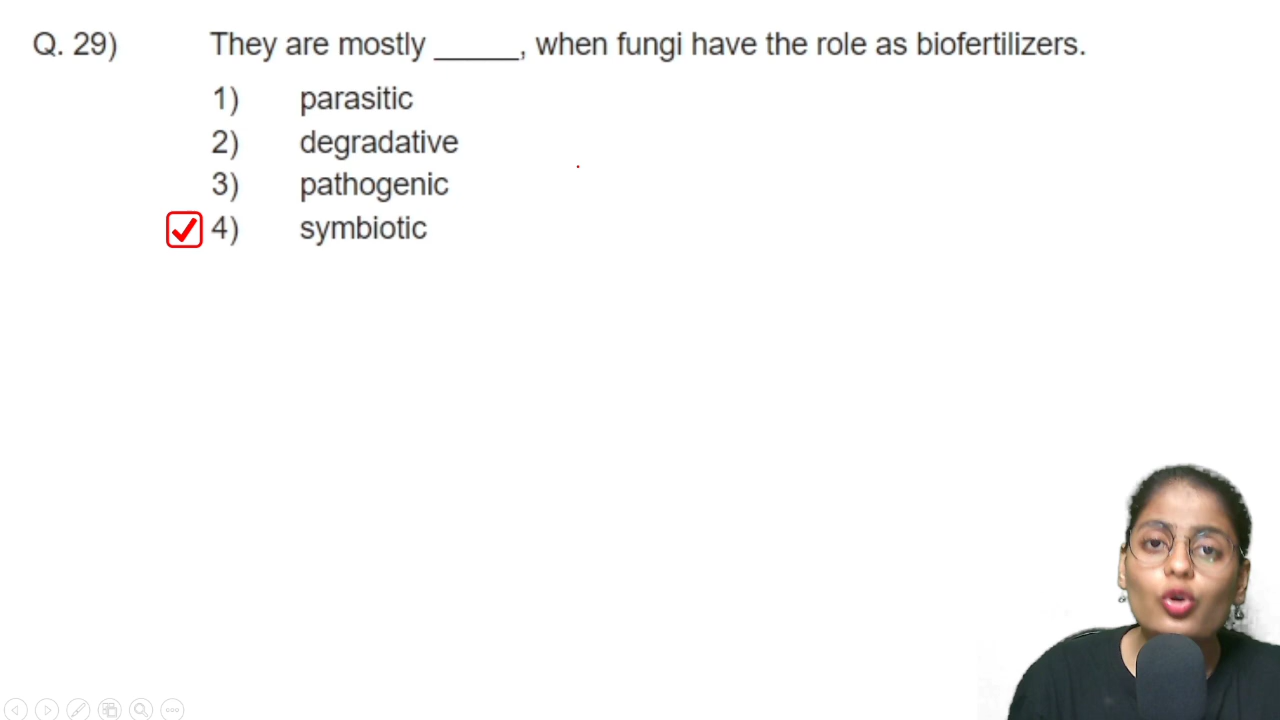 Q. 29) They are mostly _____, when fungi have the role as biofertilizers.
1) parasitic
2) degradative
3) pathogenic
4) symbiotic